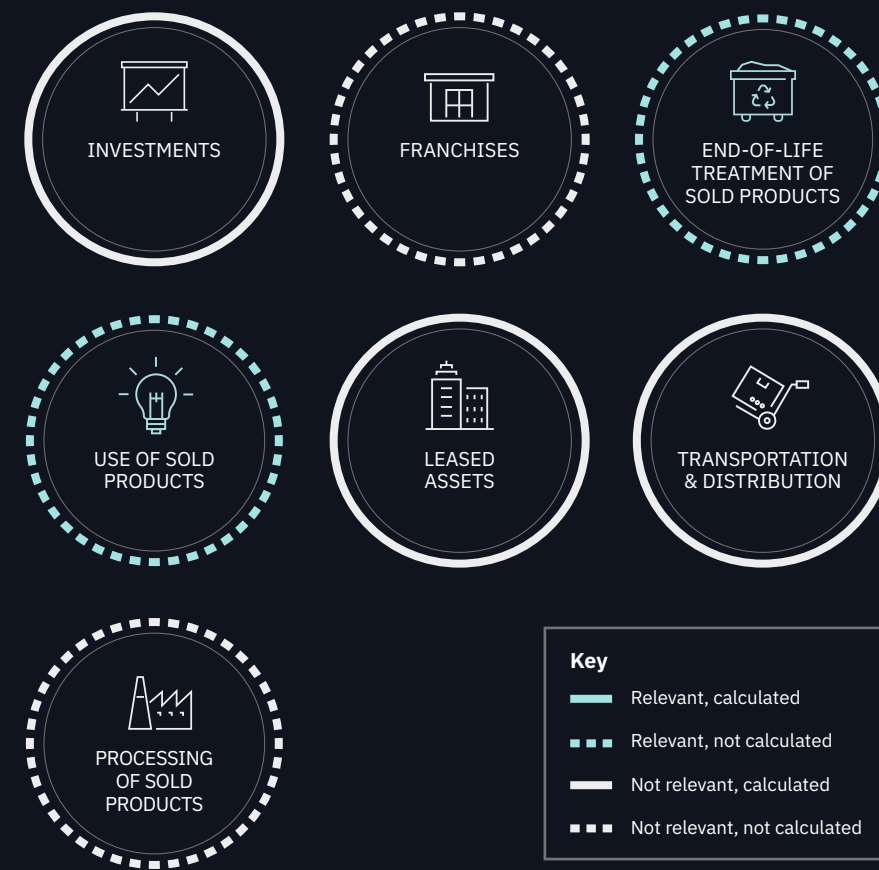 INVESTMENTS
FRANCHISES
END-OF-LIFE
TREATMENT OF
SOLD PRODUCTS
USE OF SOLD
PRODUCTS
LEASED
ASSETS
TRANSPORTATION
& DISTRIBUTION
PROCESSING
OF SOLD
PRODUCTS
Key
Relevant, calculated
Relevant, not calculated
Not relevant, calculated
Not relevant, not calculated